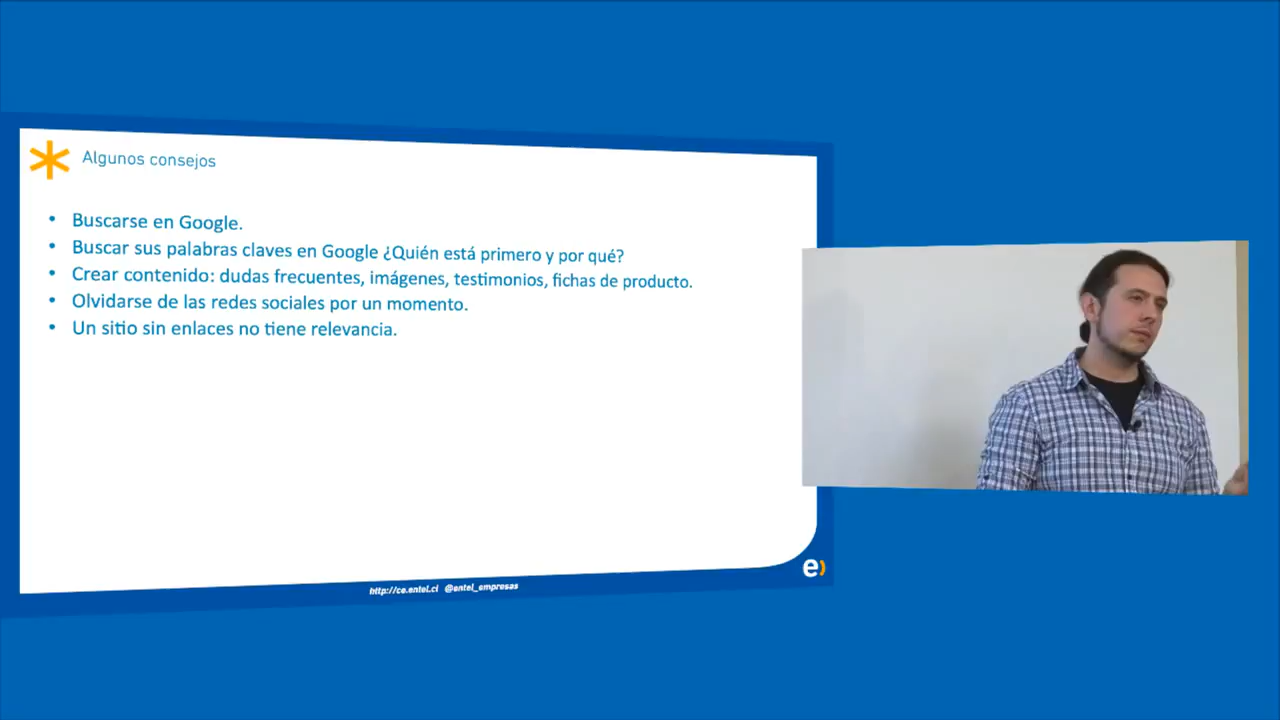 Algunos consejos
• Buscarse en Google.
• Buscar sus palabras claves en Google ¿Quién está primero y por qué?
• Crear contenido: dudas frecuentes, imágenes, testimonios, fichas de producto.
• Olvidarse de las redes sociales por un momento.
• Un sitio sin enlaces no tiene relevancia.
e)
http://ce.entel.cl @entel_empresas